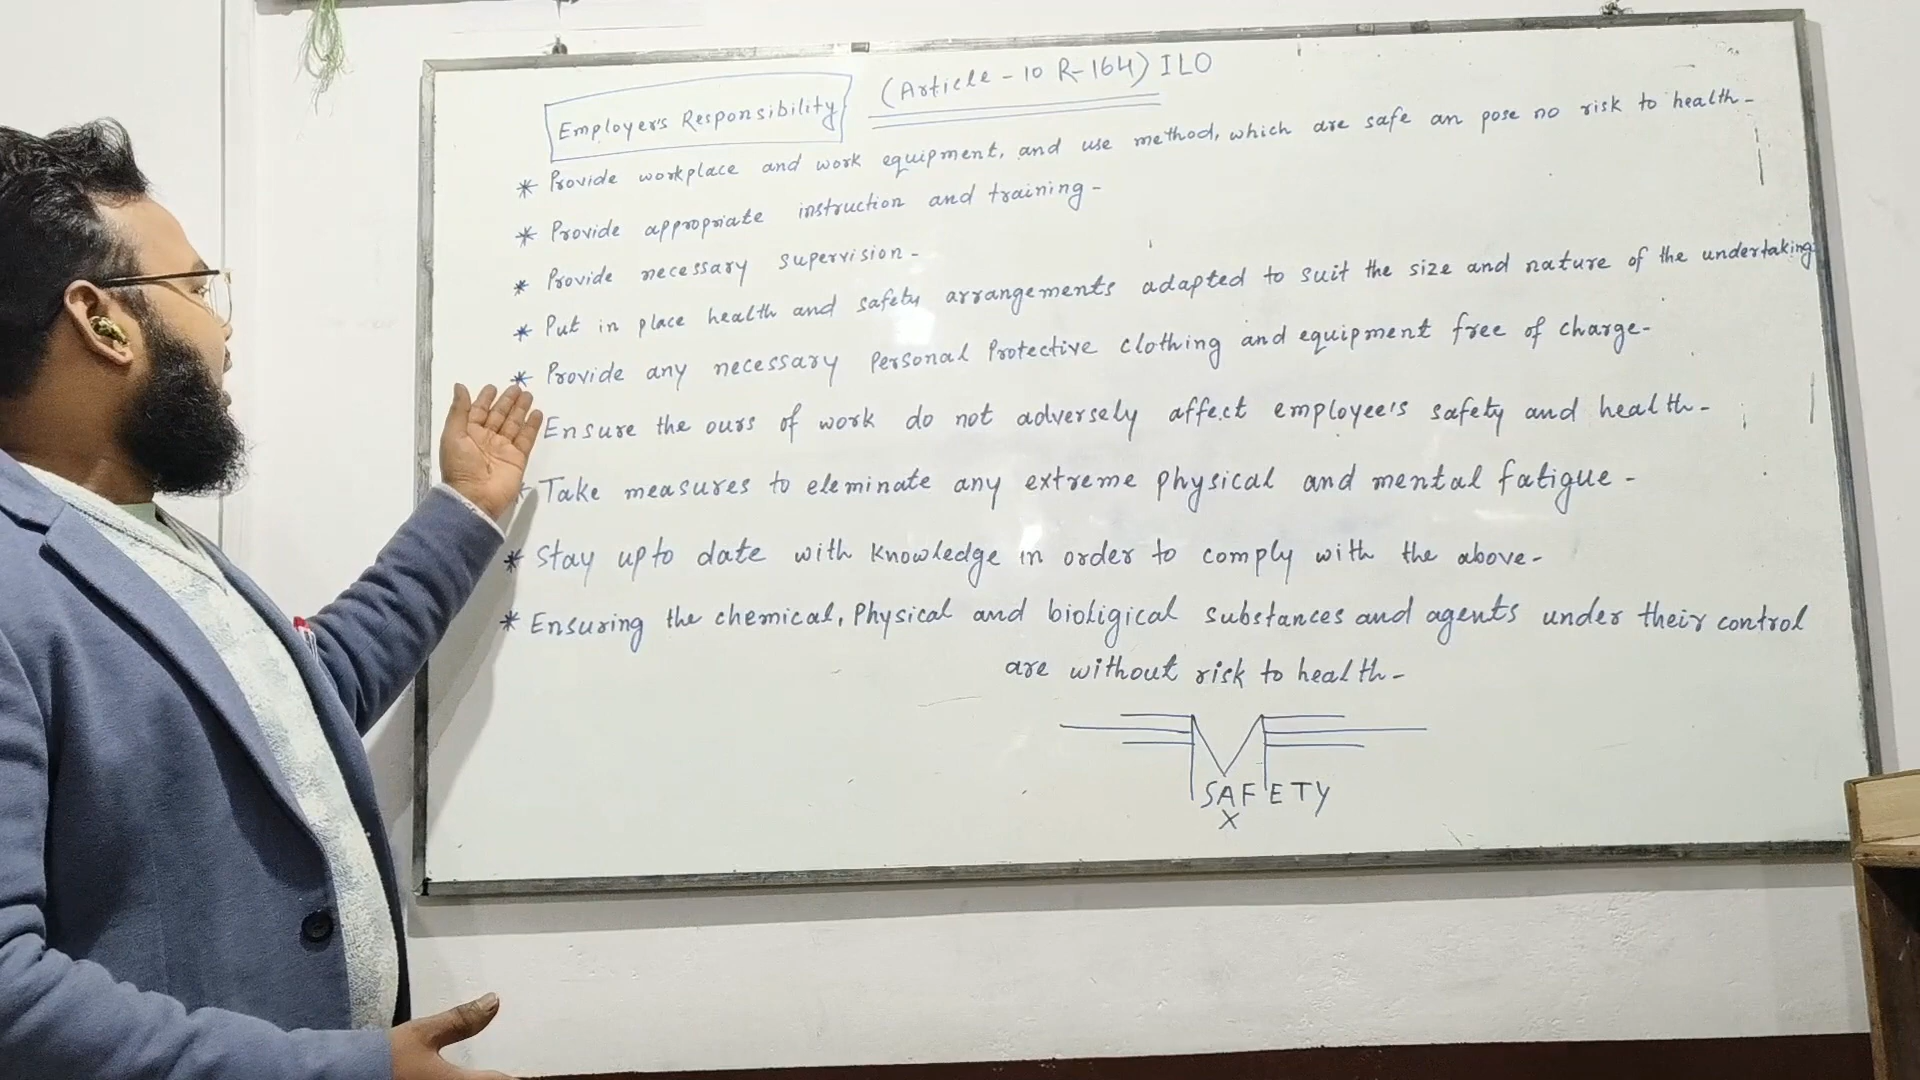 Employer's Responsibility (Article - 10 R-164) ILO
* Provide workplace and work equipment, and use method, which are safe an pose no risk to health-
* Provide appropriate instruction and training-
* Provide necessary supervision-
* Put in place health and safety arrangements adapted to suit the size and nature of the undertaking
* Provide any necessary Personal Protective clothing and equipment free of charge-
Ensure the ours of work do not adversely affect employee's safety and health-
* Take measures to eleminate any extreme physical and mental fatigue-
* Stay up to date with knowledge in order to comply with the above-
* Ensuring the chemical, Physical and bioligical substances and agents under their control
are without risk to health-
M
SAFETY
X